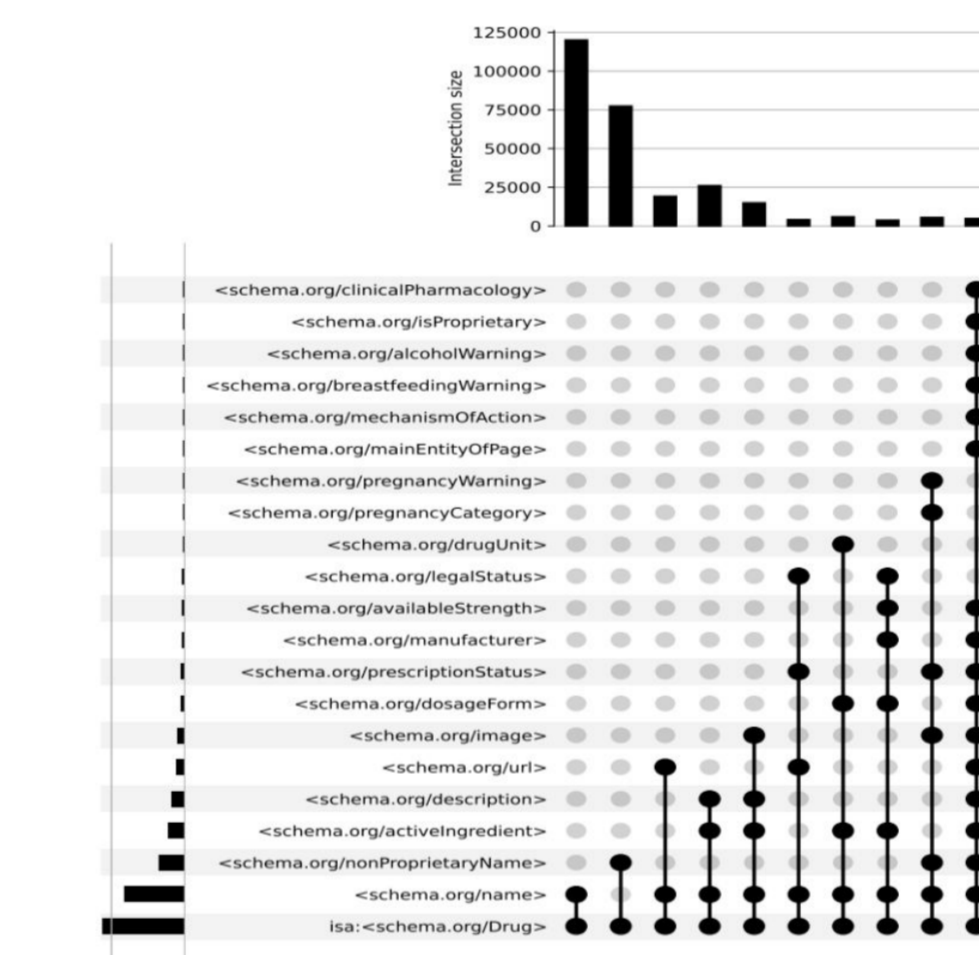 125000
100000
75000
50000
25000
0
Intersection size
<schema.org/clinicalPharmacology>
<schema.org/isProprietary>
<schema.org/alcoholWarning>
<schema.org/breastfeedingWarning>
<schema.org/mechanismOfAction>
<schema.org/mainEntityOfPage>
<schema.org/pregnancyWarning>
<schema.org/pregnancyCategory>
<schema.org/drugUnit>
<schema.org/legalStatus>
<schema.org/availableStrength>
<schema.org/manufacturer>
<schema.org/prescriptionStatus>
<schema.org/dosageForm>
<schema.org/image>
<schema.org/url>
<schema.org/description>
<schema.org/activeIngredient>
<schema.org/nonProprietaryName>
<schema.org/name>
isa:<schema.org/Drug>